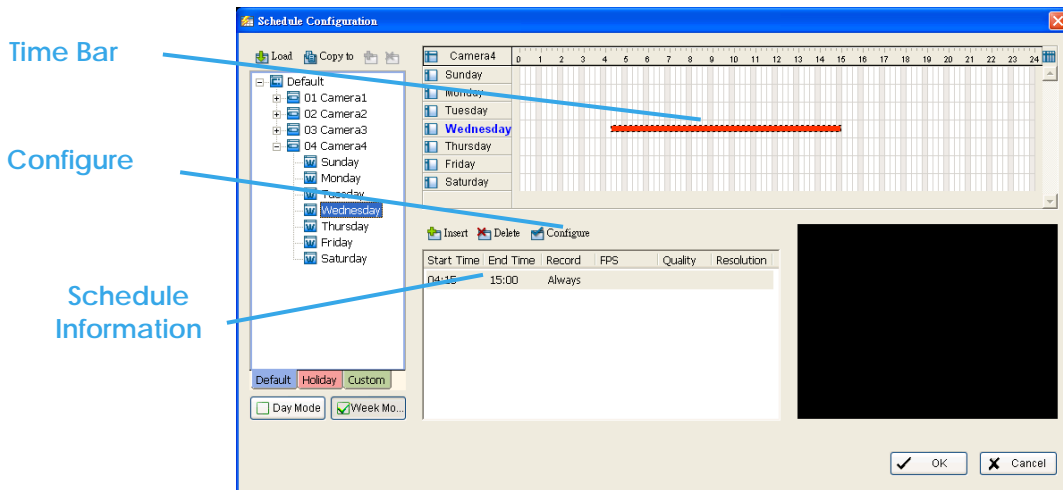 Schedule Configuration
Time Bar
Configure
Schedule
Information
Load Copy to
Default
01 Camera1
02 Camera2
03 Camera3
04 Camera4
Sunday
Monday
Tuesday
Wednesday
Thursday
Friday
Saturday
Default Holiday Custom
Day Mode Week Mo...
Camera4 0 1 2 3 4 5 6 7 8 9 10 11 12 13 14 15 16 17 18 19 20 21 22 23 24
Sunday
Monday
Tuesday
Wednesday
Thursday
Friday
Saturday
Insert Delete Configure
Start Time End Time Record FPS Quality Resolution
04:15 15:00 Always
OK Cancel